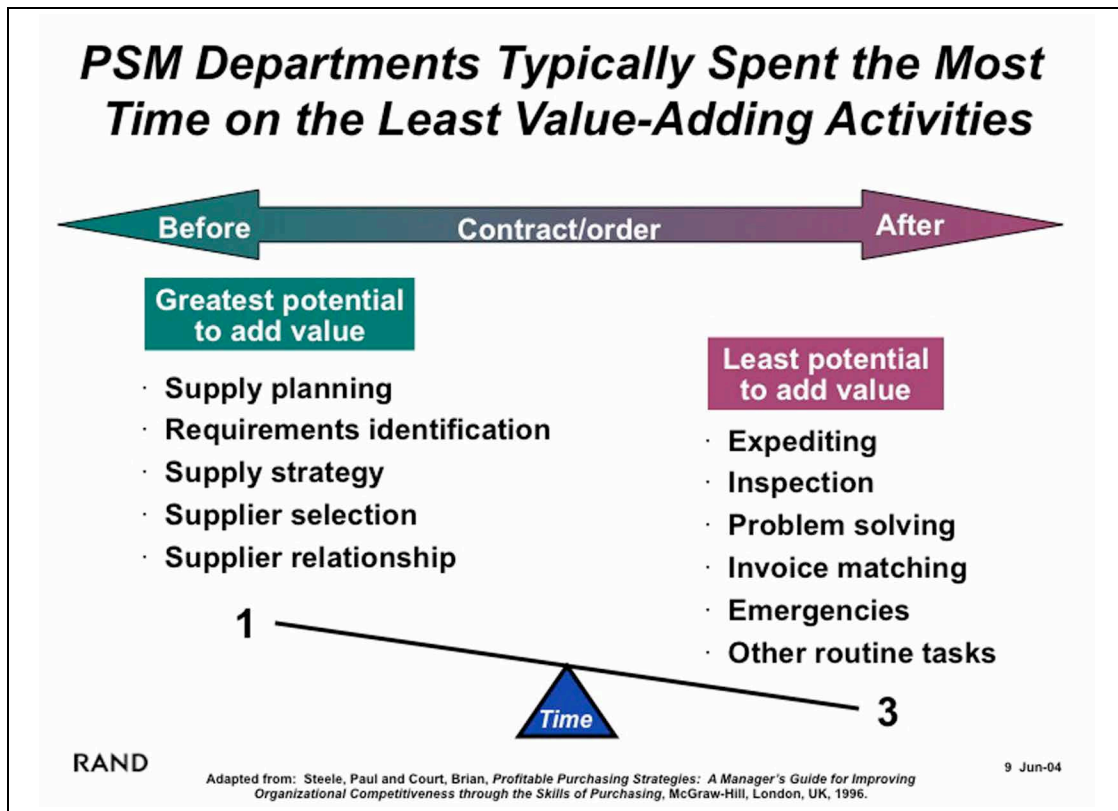 PSM Departments Typically Spent the Most
Time on the Least Value-Adding Activities
Before
Contract/order
After
Greatest potential
to add value
· Supply planning
· Requirements identification
· Supply strategy
· Supplier selection
· Supplier relationship
Least potential
to add value
· Expediting
· Inspection
· Problem solving
· Invoice matching
· Emergencies
· Other routine tasks
1
Time
3
RAND
Adapted from: Steele, Paul and Court, Brian, Profitable Purchasing Strategies: A Manager's Guide for Improving
Organizational Competitiveness through the Skills of Purchasing, McGraw-Hill, London, UK, 1996.
9 Jun-04